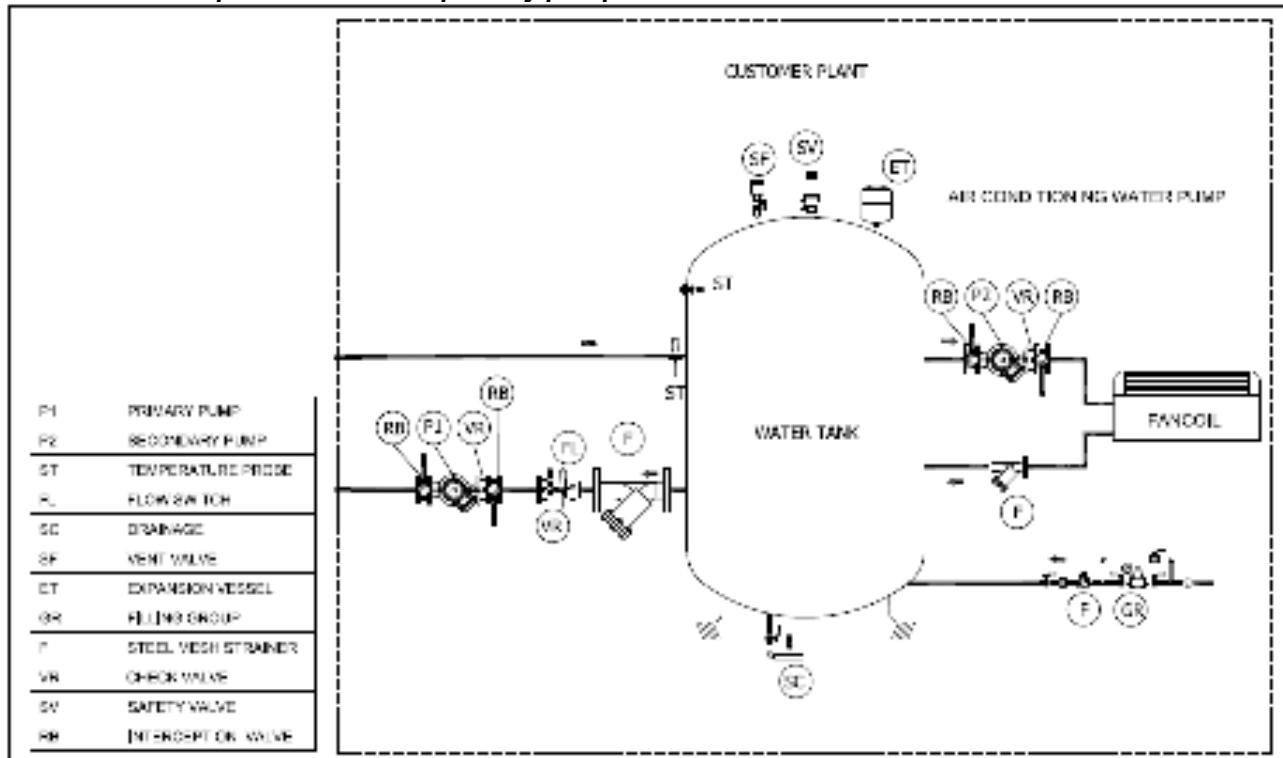 CUSTOMER PLANT
SF
SV
ET
AIR CONDITIONING WATER PUMP
ST
RB
P2
VR
RB
ST
RB
RB
P1
VR
FL
F
WATER TANK
FANCOIL
VR
F
F
GR
SC
P1 PRIMARY PUMP
P2 SECONDARY PUMP
ST TEMPERATURE PROBE
FL FLOW SWITCH
SC DRAINAGE
SF VENT VALVE
ET EXPANSION VESSEL
GR FILLING GROUP
F STEEL MESH STRAINER
VR CHECK VALVE
SV SAFETY VALVE
RB INTERCEPTION VALVE